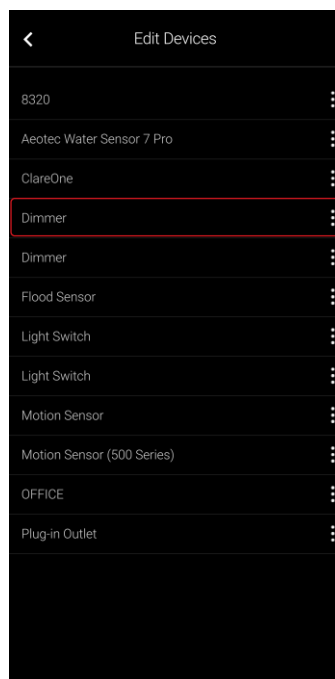 Edit Devices
8320
Aeotec Water Sensor 7 Pro
ClareOne
Dimmer
Dimmer
Flood Sensor
Light Switch
Light Switch
Motion Sensor
Motion Sensor (500 Series)
OFFICE
Plug-in Outlet